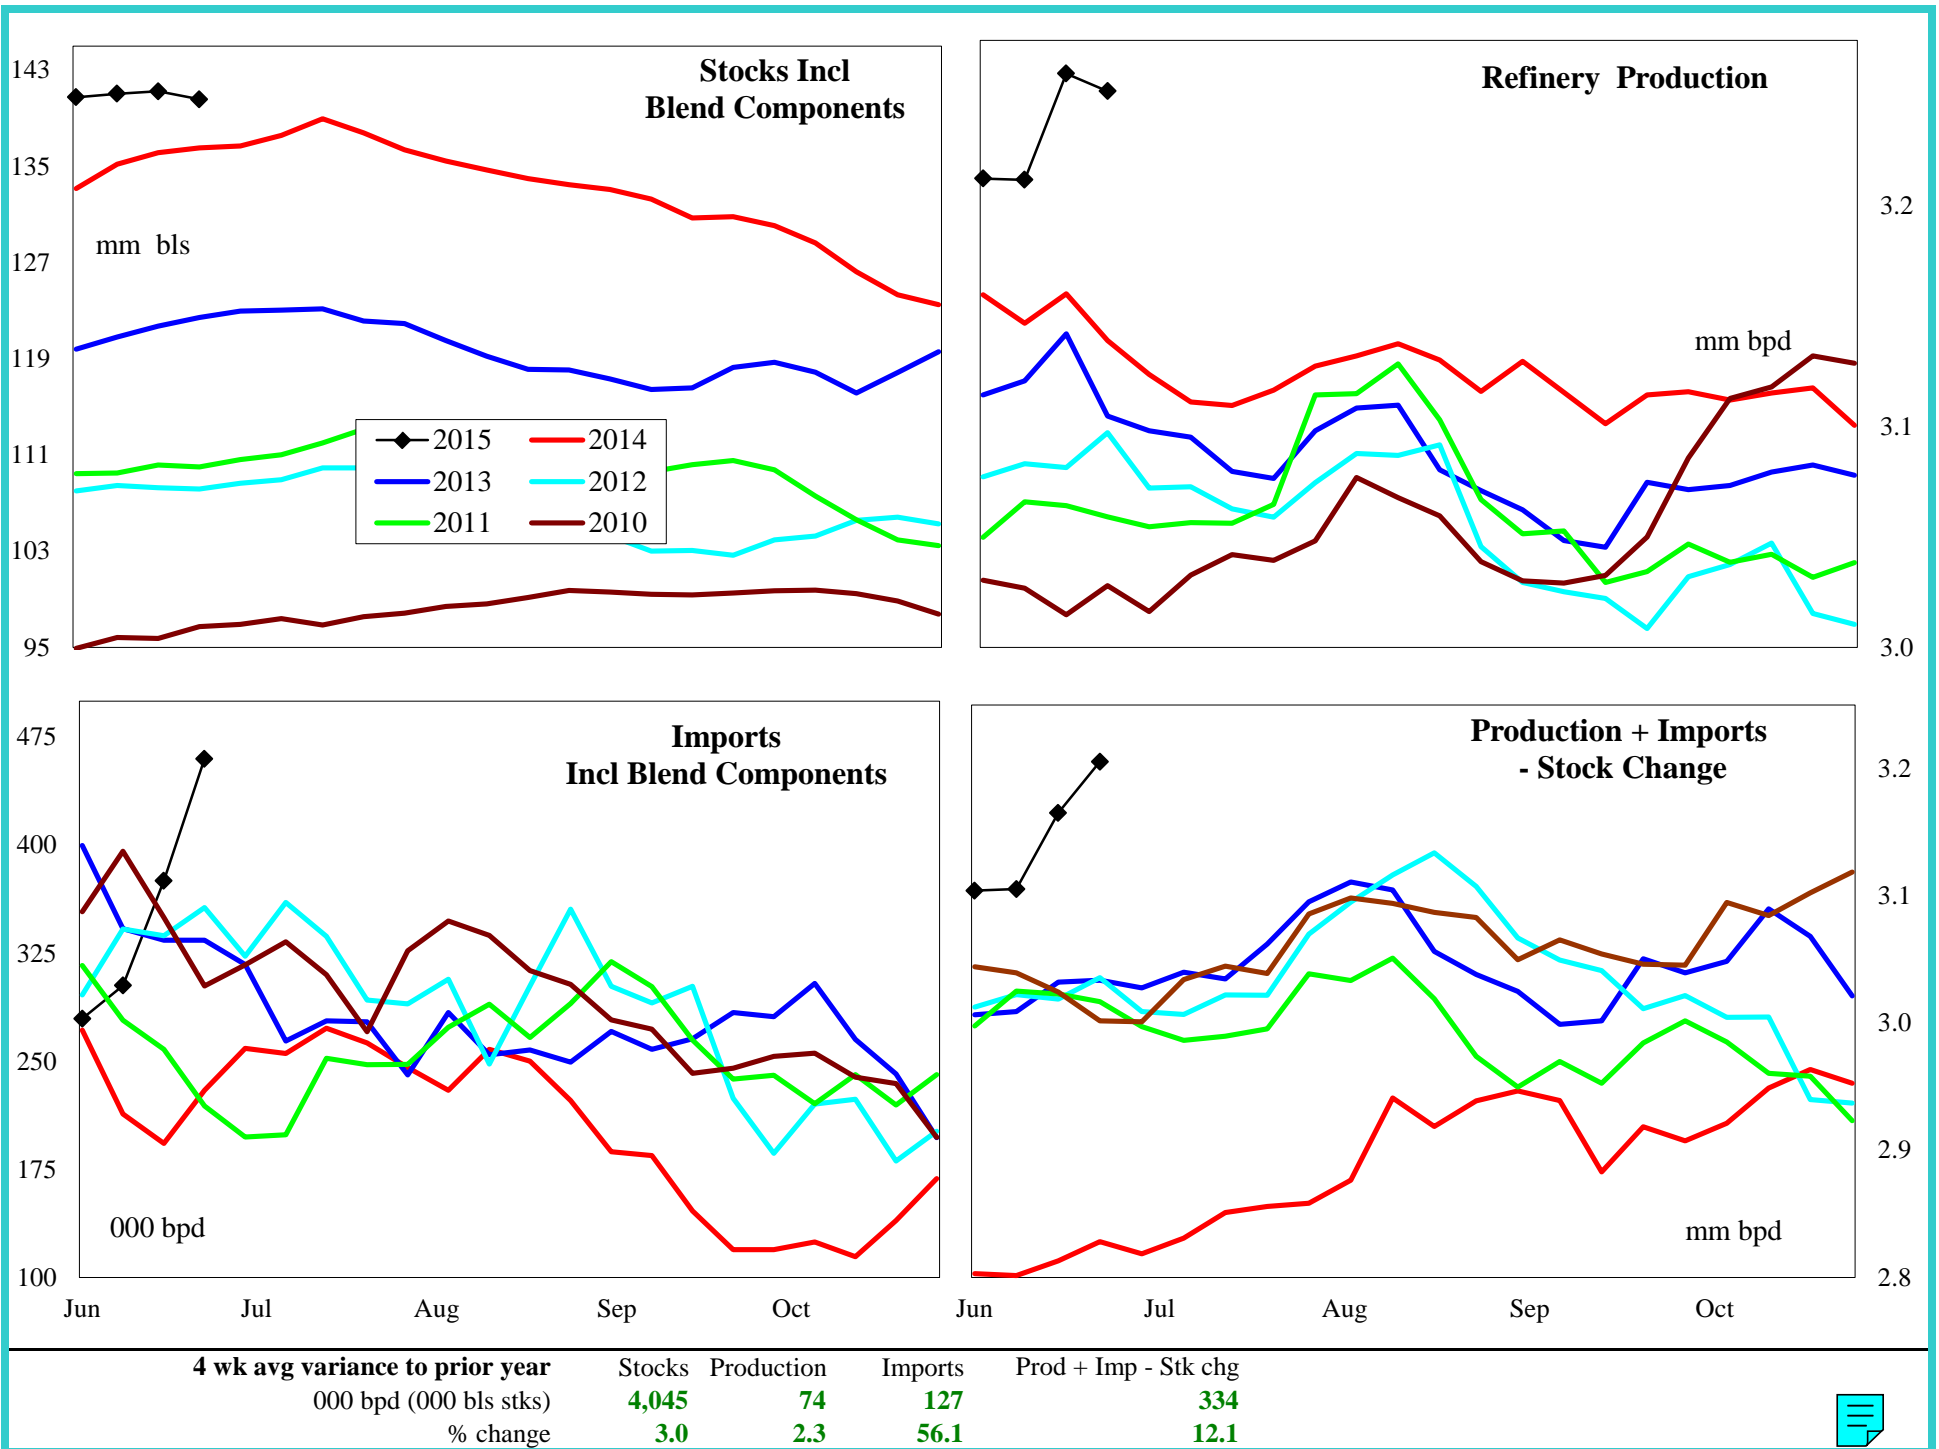 Stocks Incl
Blend Components
143
135
127
119
111
103
95
mm bls
2015 2014
2013 2012
2011 2010
Refinery Production
mm bpd
3.2
3.1
3.0
Imports
Incl Blend Components
475
400
325
250
175
100
000 bpd
Jun Jul Aug Sep Oct
Production + Imports
- Stock Change
3.2
3.1
3.0
2.9
2.8
mm bpd
Jun Jul Aug Sep Oct
4 wk avg variance to prior year Stocks Production Imports Prod + Imp - Stk chg
000 bpd (000 bls stks) 4,045 74 127 334
% change 3.0 2.3 56.1 12.1